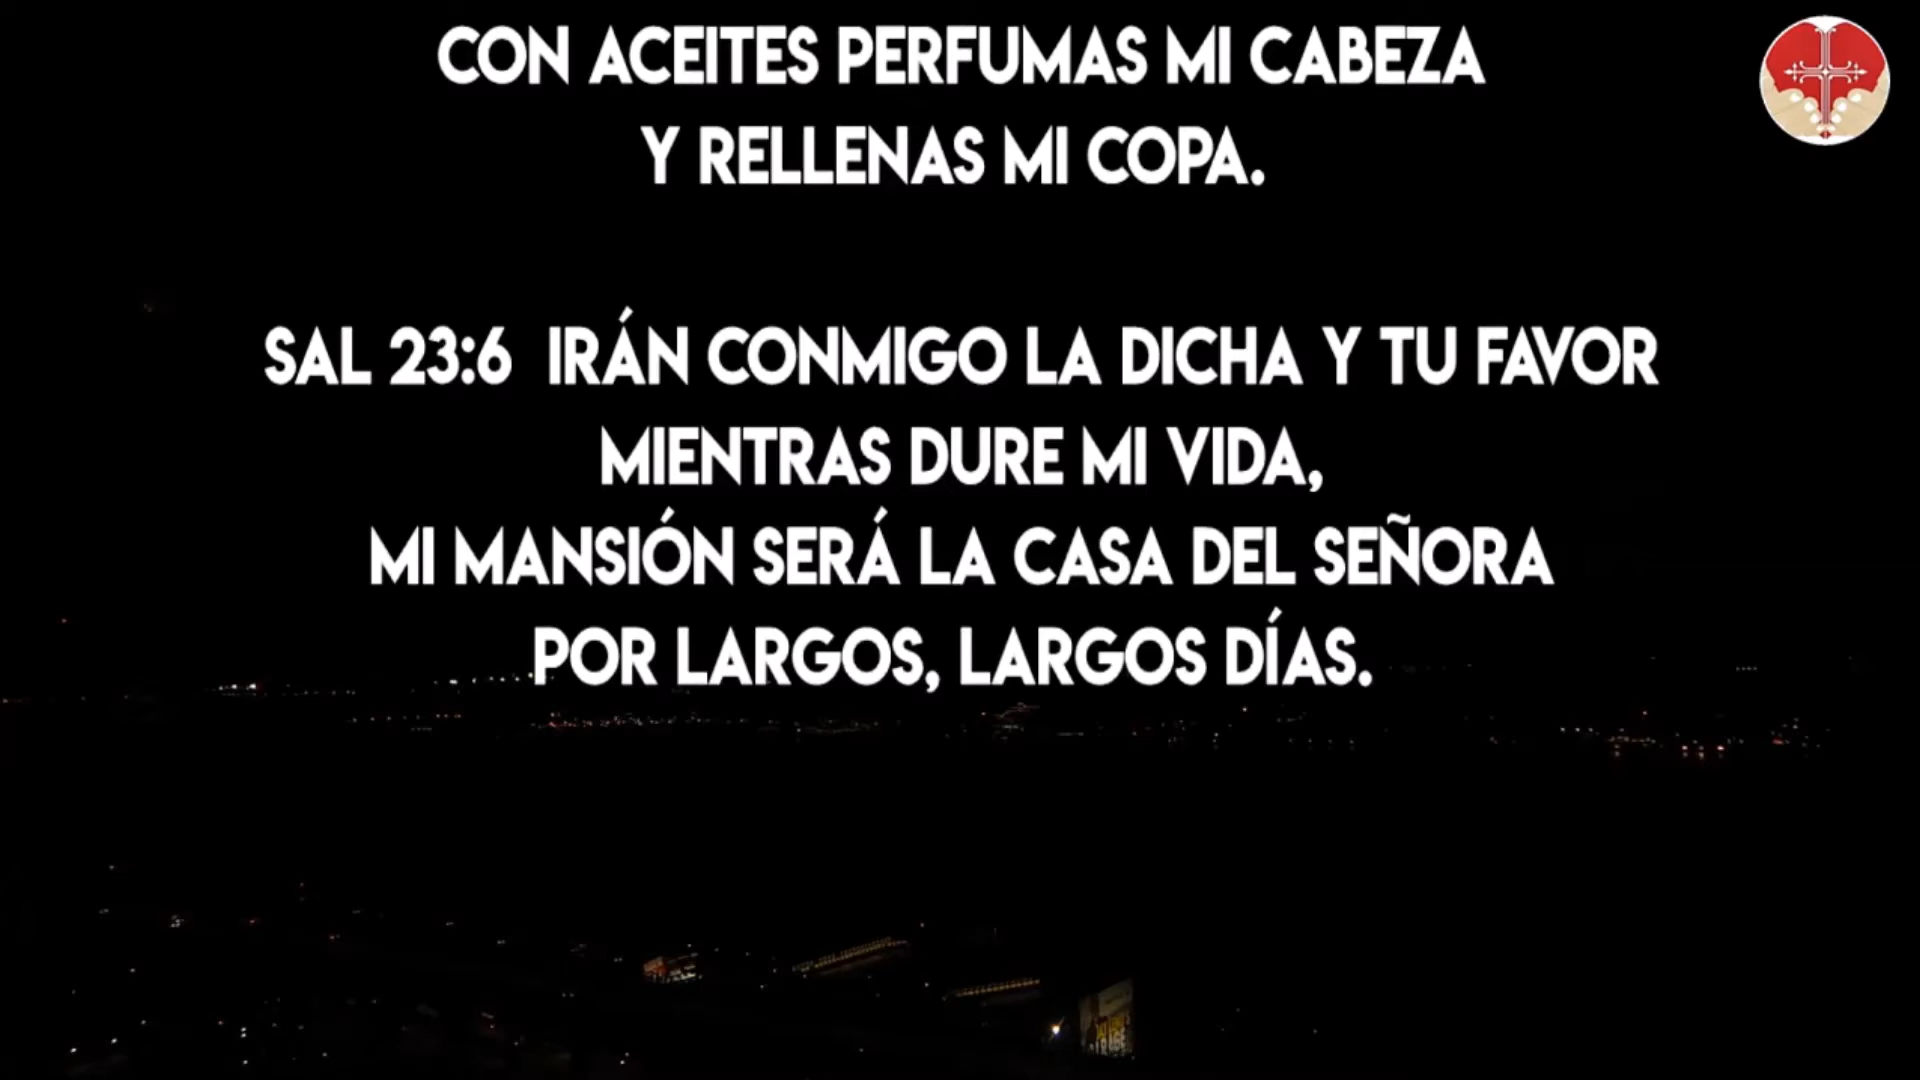 CON ACEITES PERFUMAS MI CABEZA
Y RELLENAS MI COPA.
SAL 23:6 IRÁN CONMIGO LA DICHA Y TU FAVOR
MIENTRAS DURE MI VIDA,
MI MANSIÓN SERÁ LA CASA DEL SEÑORA
POR LARGOS, LARGOS DÍAS.